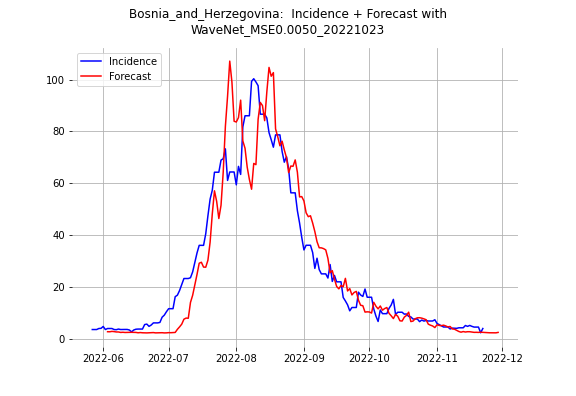 Bosnia_and_Herzegovina:  Incidence + Forecast with
WaveNet_MSE0.0050_20221023
Incidence
Forecast
100
80
60
40
20
0
2022-06 2022-07 2022-08 2022-09 2022-10 2022-11 2022-12